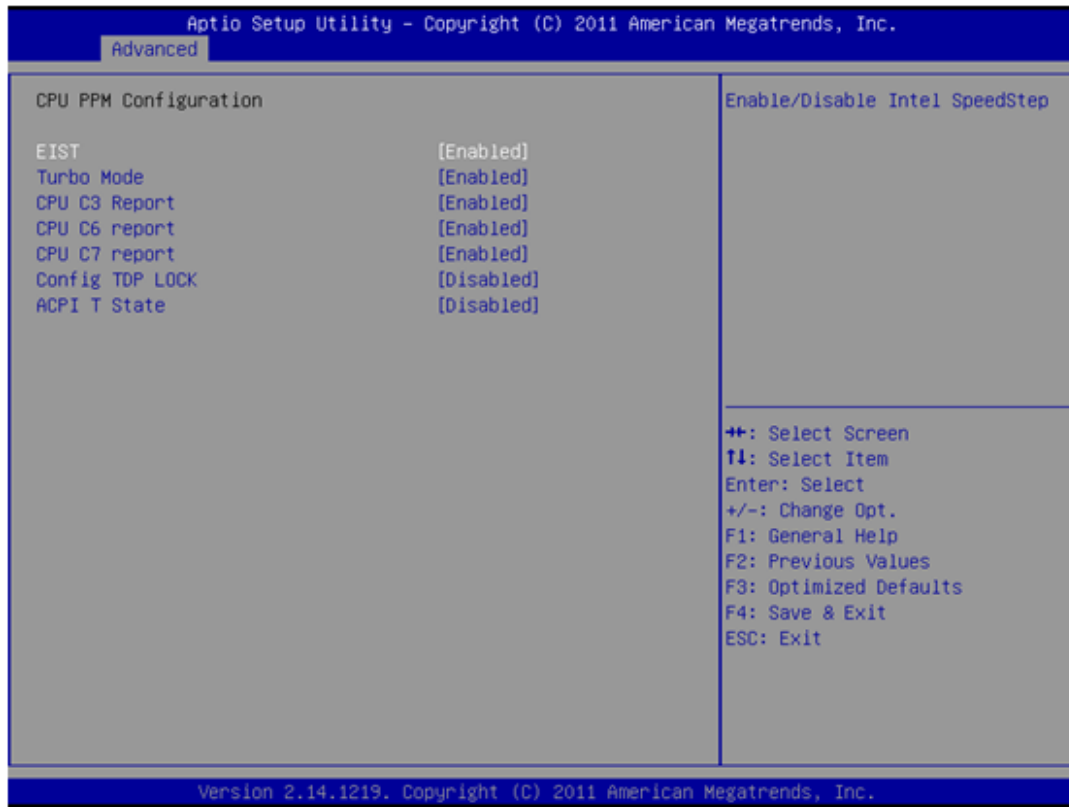 Aptio Setup Utility – Copyright (C) 2011 American Megatrends, Inc.
Advanced
CPU PPM Configuration
EIST [Enabled]
Turbo Mode [Enabled]
CPU C3 Report [Enabled]
CPU C6 report [Enabled]
CPU C7 report [Enabled]
Config TDP LOCK [Disabled]
ACPI T State [Disabled]
Enable/Disable Intel SpeedStep
→←: Select Screen
↑↓: Select Item
Enter: Select
+/-: Change Opt.
F1: General Help
F2: Previous Values
F3: Optimized Defaults
F4: Save & Exit
ESC: Exit
Version 2.14.1219. Copyright (C) 2011 American Megatrends, Inc.